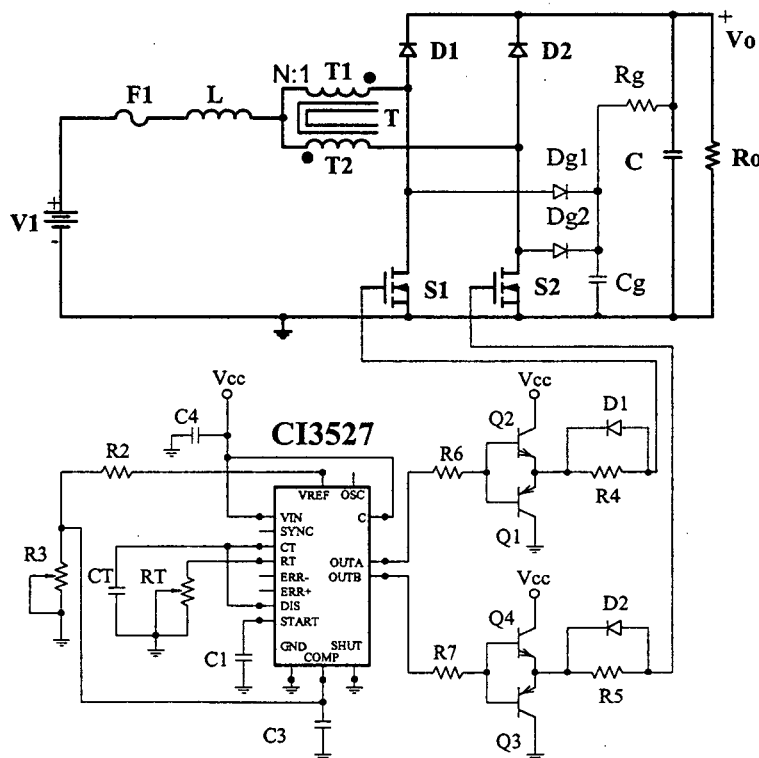 +
Vo
D1
D2
N:1
T1
Rg
F1
L
T
T2
Dg1
C
Ro
+
V1
-
Dg2
S1
S2
Cg
Vcc
Vcc
C4
Q2
D1
CI3527
R2
R6
VREF
OSC
R4
VIN
C
SYNC
Q1
CT
R3
CT
RT
RT
OUTA
ERR-
OUTB
Vcc
ERR+
Q4
D2
DIS
START
R7
C1
GND
SHUT
COMP
R5
C3
Q3